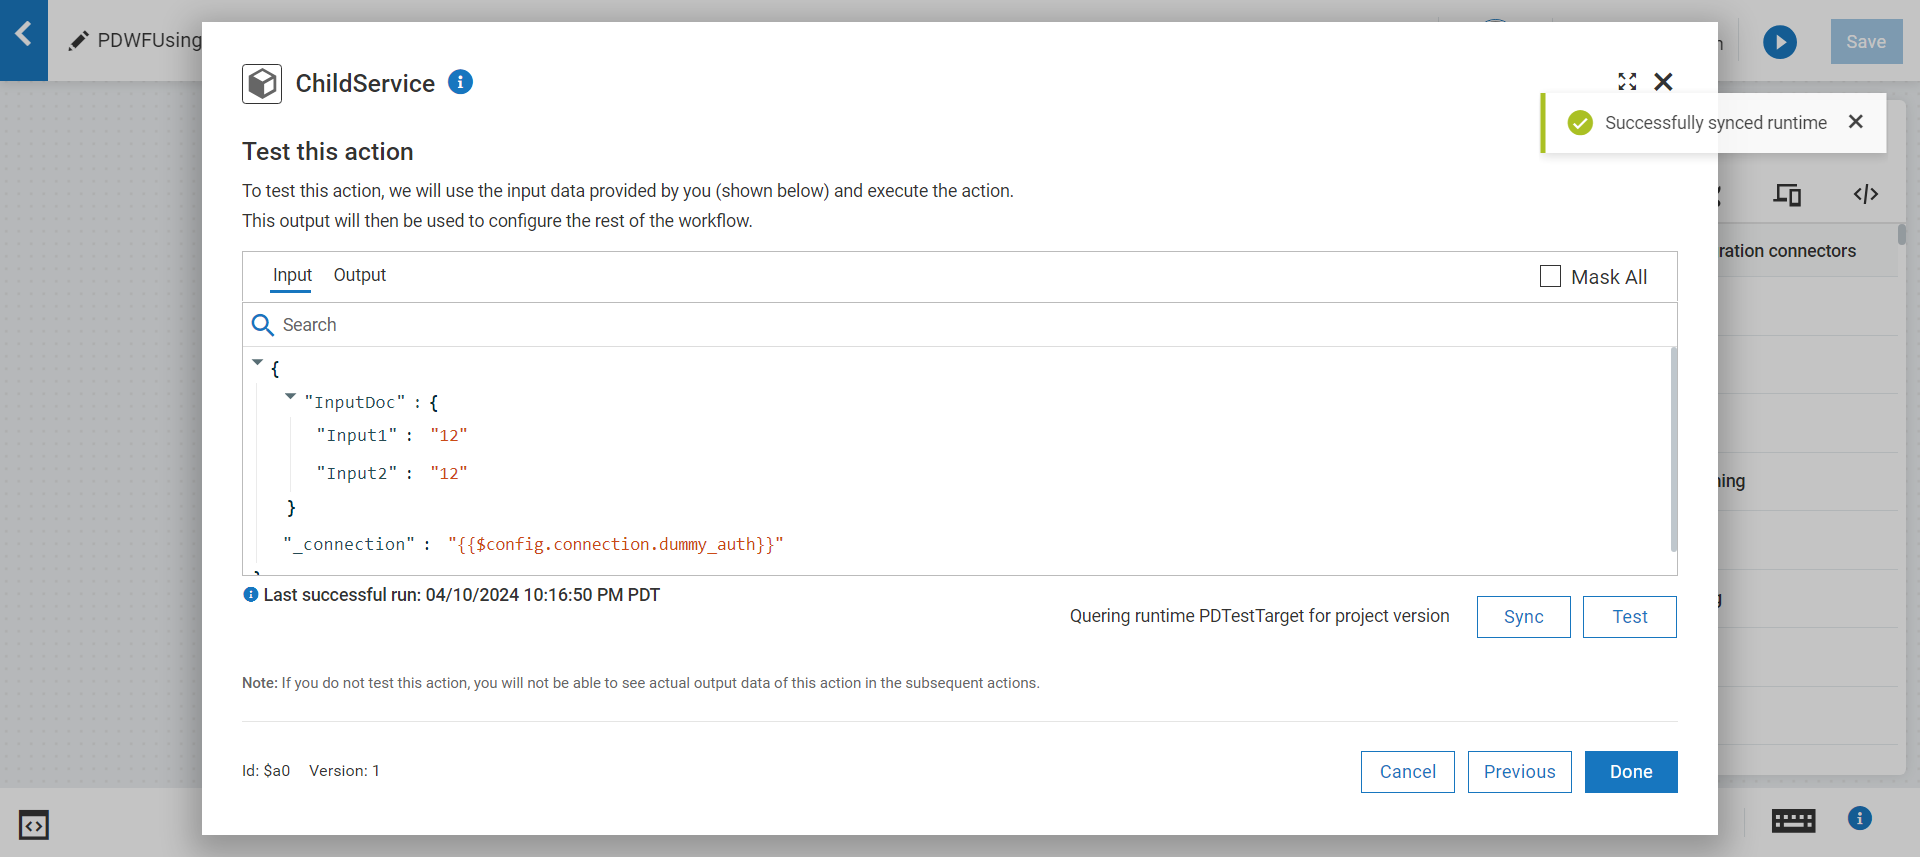 PDWFUsing
Save
ChildService
Successfully synced runtime
Test this action
To test this action, we will use the input data provided by you (shown below) and execute the action.
This output will then be used to configure the rest of the workflow.
ration connectors
Input Output
Mask All
Search
{
"InputDoc" : {
"Input1" : "12"
"Input2" : "12"
}
"_connection" : "{{$config.connection.dummy_auth}}"
Last successful run: 04/10/2024 10:16:50 PM PDT
Quering runtime PDTestTarget for project version
Sync
Test
Note: If you do not test this action, you will not be able to see actual output data of this action in the subsequent actions.
Id: $a0 Version: 1
Cancel
Previous
Done